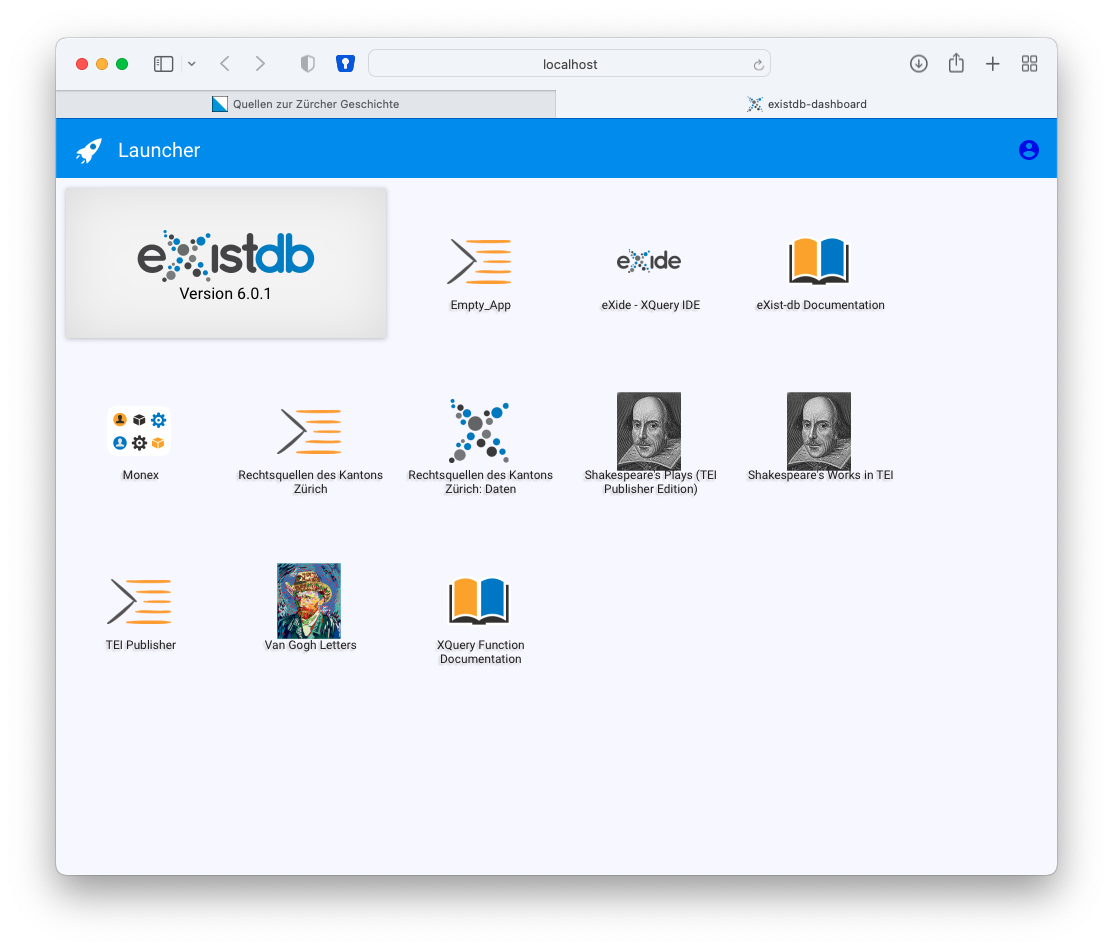 localhost
Quellen zur Zürcher Geschichte
existdb-dashboard
Launcher
eXistdb
Version 6.0.1
Empty_App
eXide
eXide - XQuery IDE
eXist-db Documentation
Monex
Rechtsquellen des Kantons
Zürich
Rechtsquellen des Kantons
Zürich: Daten
Shakespeare's Plays (TEI
Publisher Edition)
Shakespeare's Works in TEI
TEI Publisher
Van Gogh Letters
XQuery Function
Documentation